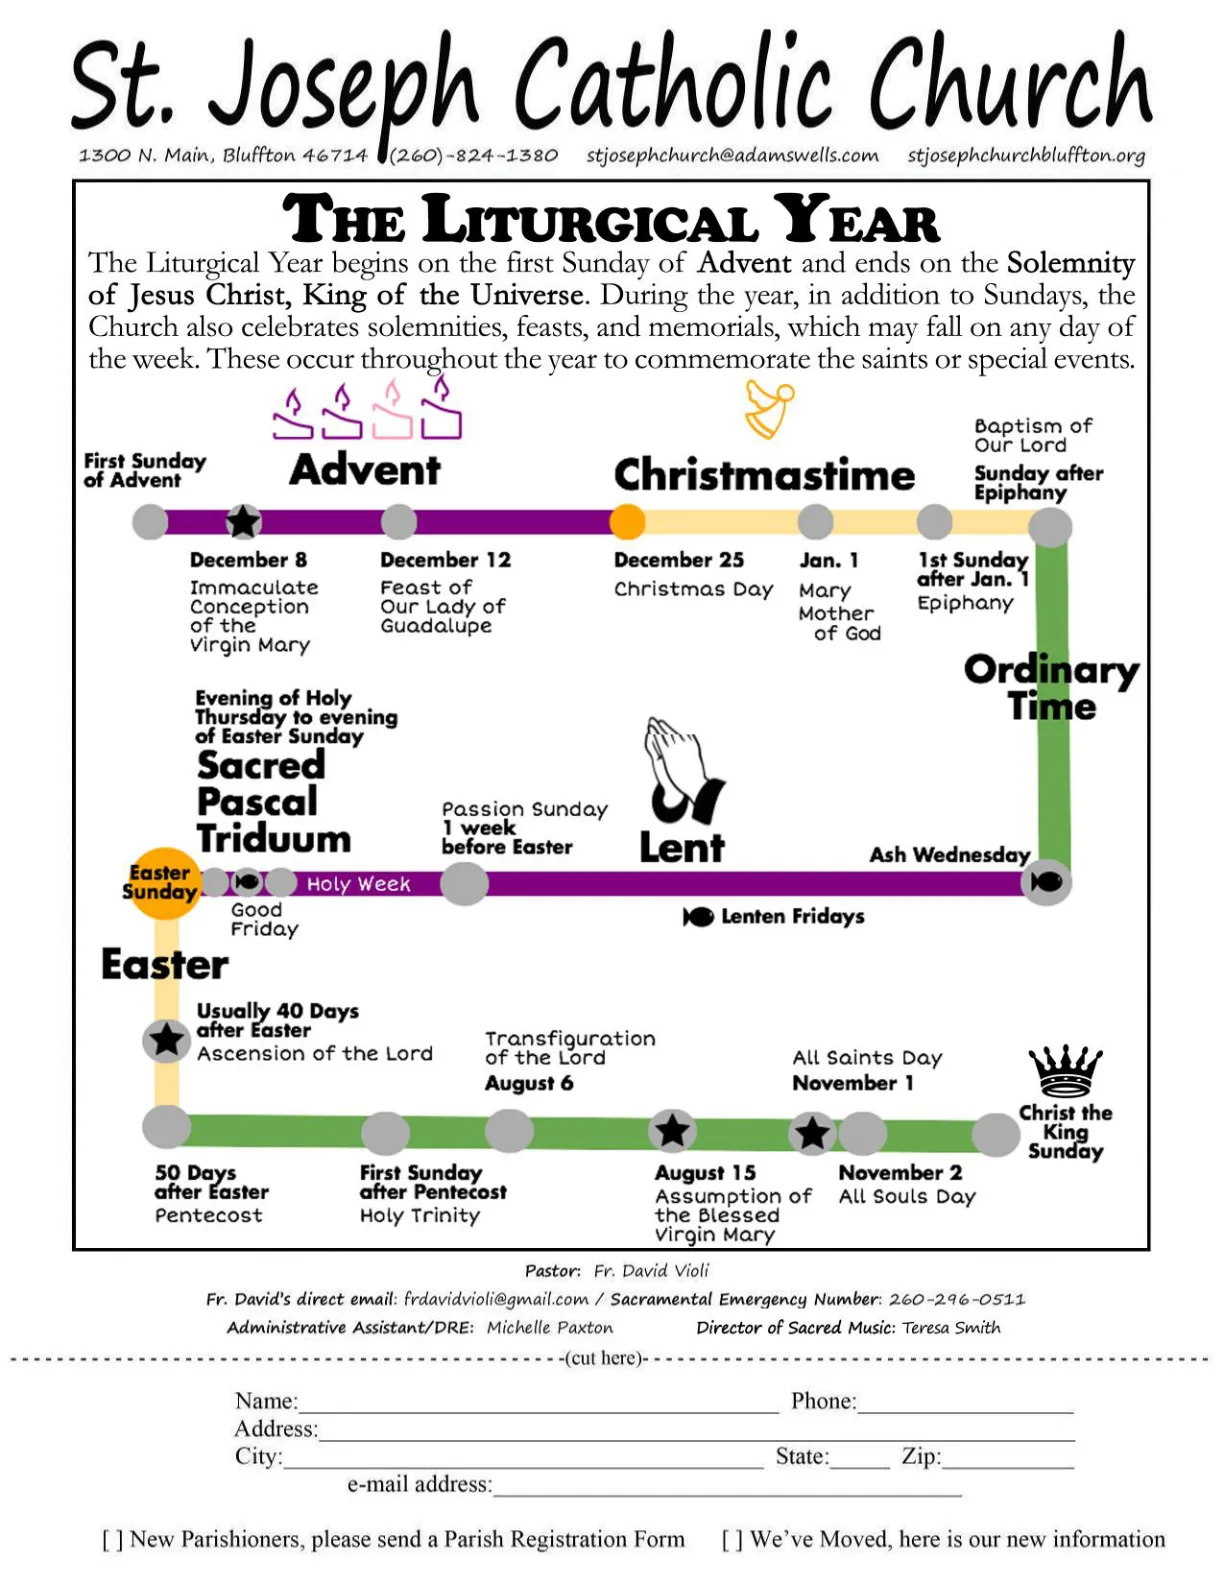 St. Joseph Catholic Church
1300 N. Main, Bluffton 46714 (260)-824-1380 stjosephchurch@adamswells.com stjosephchurchbluffton.org
THE LITURGICAL YEAR
The Liturgical Year begins on the first Sunday of Advent and ends on the Solemnity
of Jesus Christ, King of the Universe. During the year, in addition to Sundays, the
Church also celebrates solemnities, feasts, and memorials, which may fall on any day of
the week. These occur throughout the year to commemorate the saints or special events.
First Sunday
of Advent
Advent
Christmastime
Baptism of
Our Lord
Sunday after
Epiphany
December 8
Immaculate
Conception
of the
Virgin Mary
December 12
Feast of
Our Lady of
Guadalupe
December 25
Christmas Day
Jan. 1
Mary
Mother
of God
1st Sunday
after Jan. 1
Epiphany
Ordinary
Time
Evening of Holy
Thursday to evening
of Easter Sunday
Sacred
Pascal
Triduum
Passion Sunday
1 week
before Easter
Lent
Ash Wednesday
Easter
Sunday
Holy Week
Good
Friday
Lenten Fridays
Easter
Usually 40 Days
after Easter
Ascension of the Lord
Transfiguration
of the Lord
August 6
All Saints Day
November 1
Christ the
King
Sunday
50 Days
after Easter
Pentecost
First Sunday
after Pentecost
Holy Trinity
August 15
Assumption of
the Blessed
Virgin Mary
November 2
All Souls Day
Pastor: Fr. David Violi
Fr. David's direct email: frdavidvioli@gmail.com / Sacramental Emergency Number: 260-296-0511
Administrative Assistant/DRE: Michelle Paxton Director of Sacred Music: Teresa Smith
-(cut here)-
Name: Phone:
Address:
City: State: Zip:
e-mail address:
[ ] New Parishioners, please send a Parish Registration Form [ ] We've Moved, here is our new information